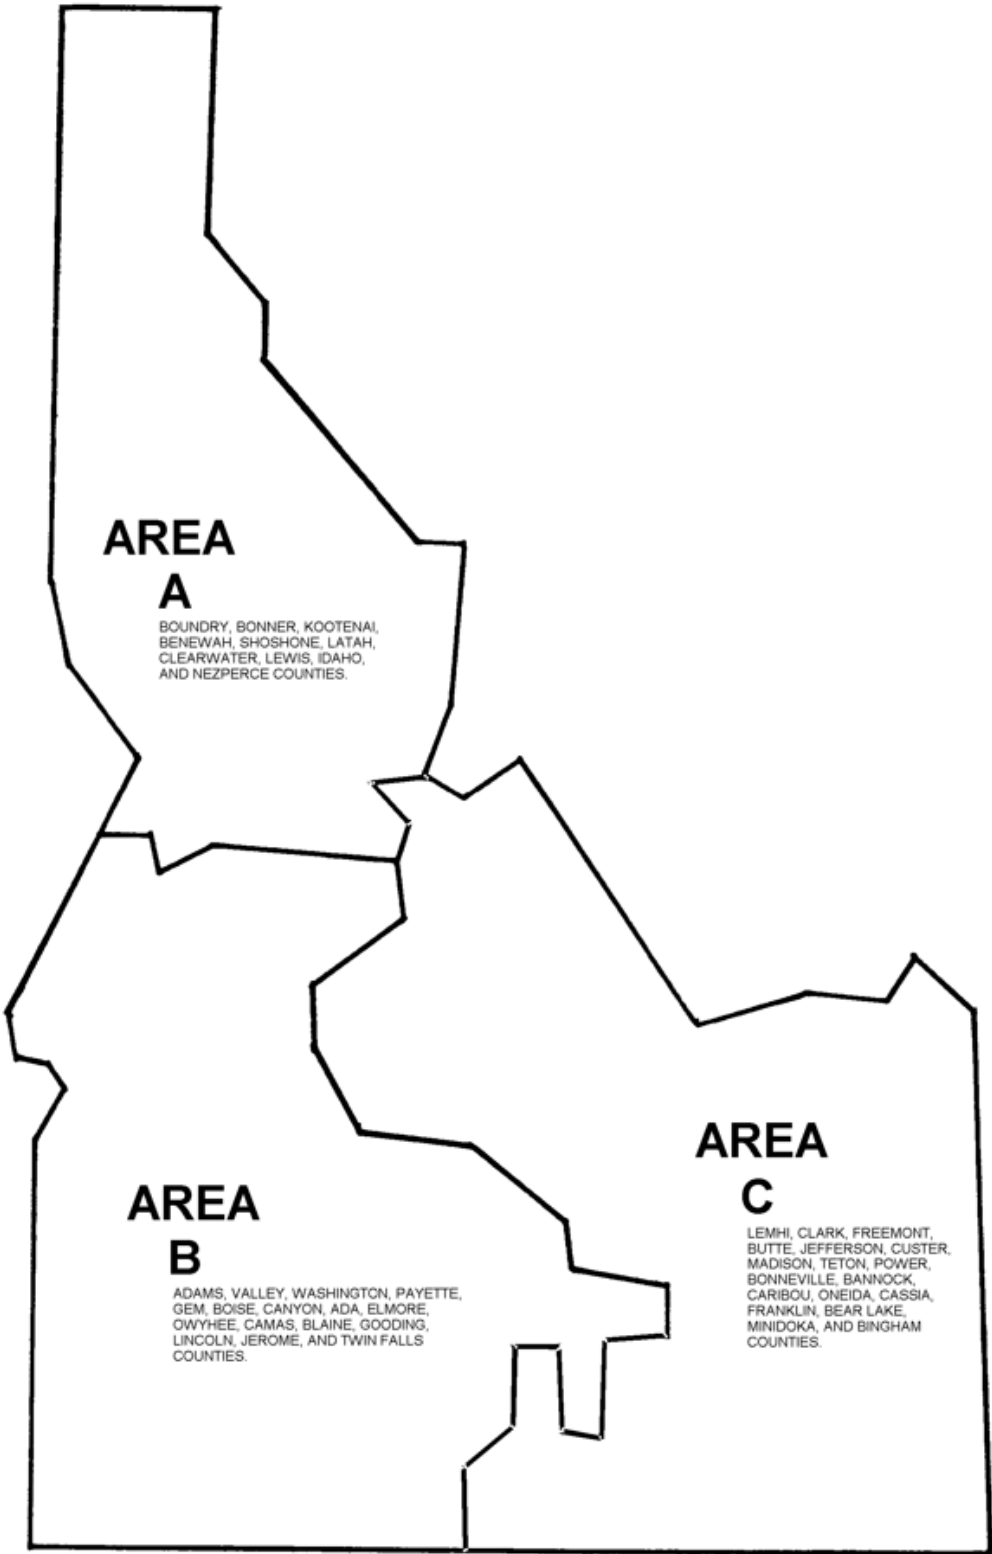 AREA
A
BOUNDRY, BONNER, KOOTENAI,
BENEWAH, SHOSHONE, LATAH,
CLEARWATER, LEWIS, IDAHO,
AND NEZPERCE COUNTIES.
AREA
B
ADAMS, VALLEY, WASHINGTON, PAYETTE,
GEM, BOISE, CANYON, ADA, ELMORE,
OWYHEE, CAMAS, BLAINE, GOODING,
LINCOLN, JEROME, AND TWIN FALLS
COUNTIES.
AREA
C
LEMHI, CLARK, FREEMONT,
BUTTE, JEFFERSON, CUSTER,
MADISON, TETON, POWER,
BONNEVILLE, BANNOCK,
CARIBOU, ONEIDA, CASSIA,
FRANKLIN, BEAR LAKE,
MINIDOKA, AND BINGHAM
COUNTIES.